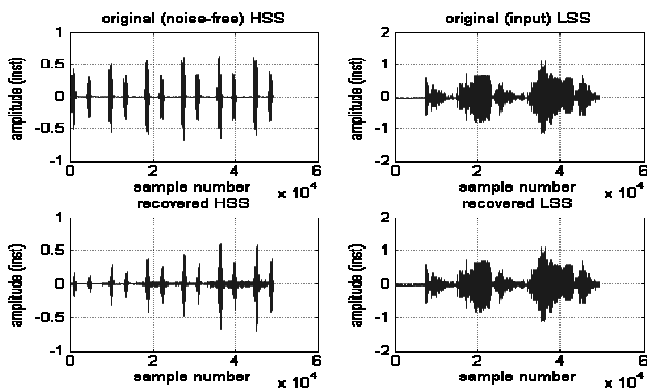 original (noise-free) HSS
amplitude (inst)
1
0.5
0
-0.5
-1
0 2 4 6
sample number
x 10^4
original (input) LSS
amplitude (inst)
2
1
0
-1
-2
0 2 4 6
sample number
x 10^4
recovered HSS
amplitude (inst)
1
0.5
0
-0.5
-1
0 2 4 6
sample number
x 10^4
recovered LSS
amplitude (inst)
2
1
0
-1
-2
0 2 4 6
sample number
x 10^4